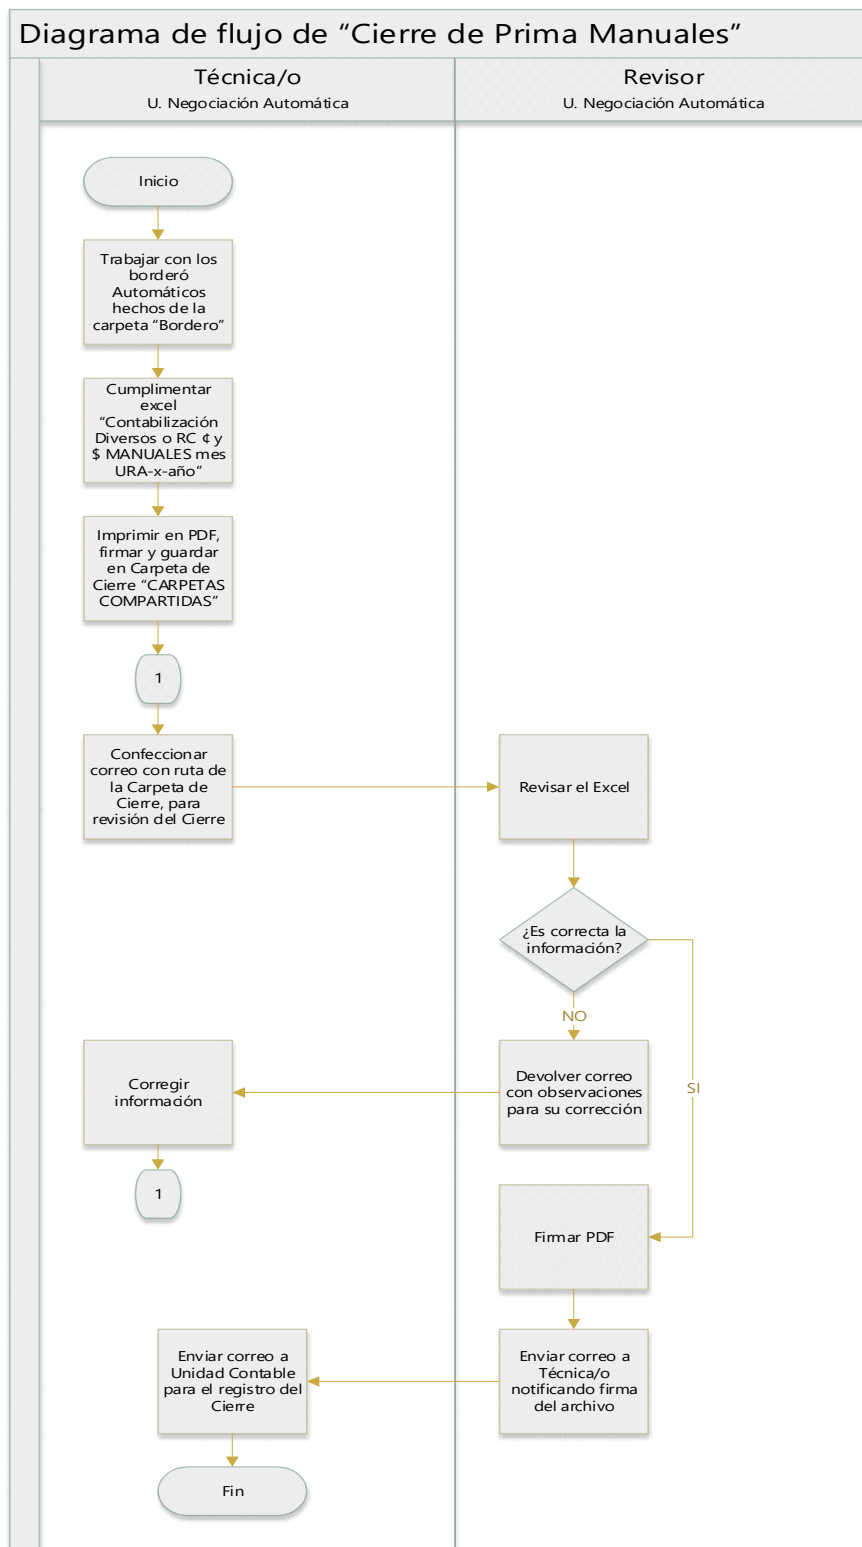 Diagrama de flujo de “Cierre de Prima Manuales”
Técnica/o
U. Negociación Automática
Revisor
U. Negociación Automática
Inicio
Trabajar con los
borderó
Automáticos
hechos de la
carpeta “Bordero”
Cumplimentar
excel
“Contabilización
Diversos o RC ¢ y
$ MANUALES mes
URA-x-año”
Imprimir en PDF,
firmar y guardar
en Carpeta de
Cierre “CARPETAS
COMPARTIDAS”
1
Confeccionar
correo con ruta de
la Carpeta de
Cierre, para
revisión del Cierre
Revisar el Excel
¿Es correcta la
información?
NO
SI
Devolver correo
con observaciones
para su corrección
Corregir
información
1
Firmar PDF
Enviar correo a
Técnica/o
notificando firma
del archivo
Enviar correo a
Unidad Contable
para el registro del
Cierre
Fin